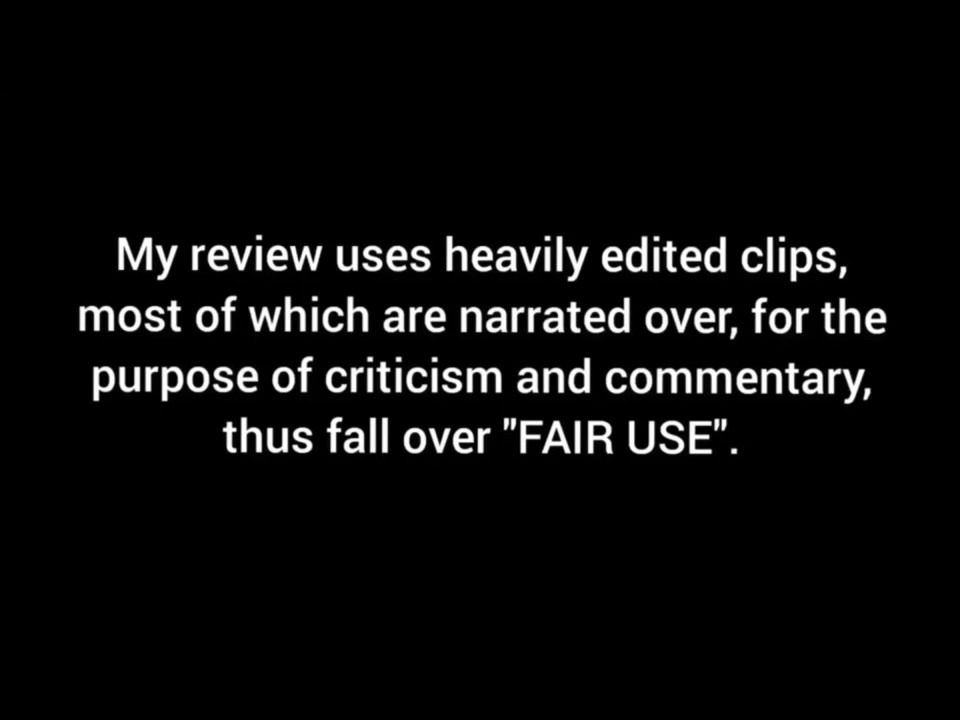 My review uses heavily edited clips,
most of which are narrated over, for the
purpose of criticism and commentary,
thus fall over "FAIR USE".